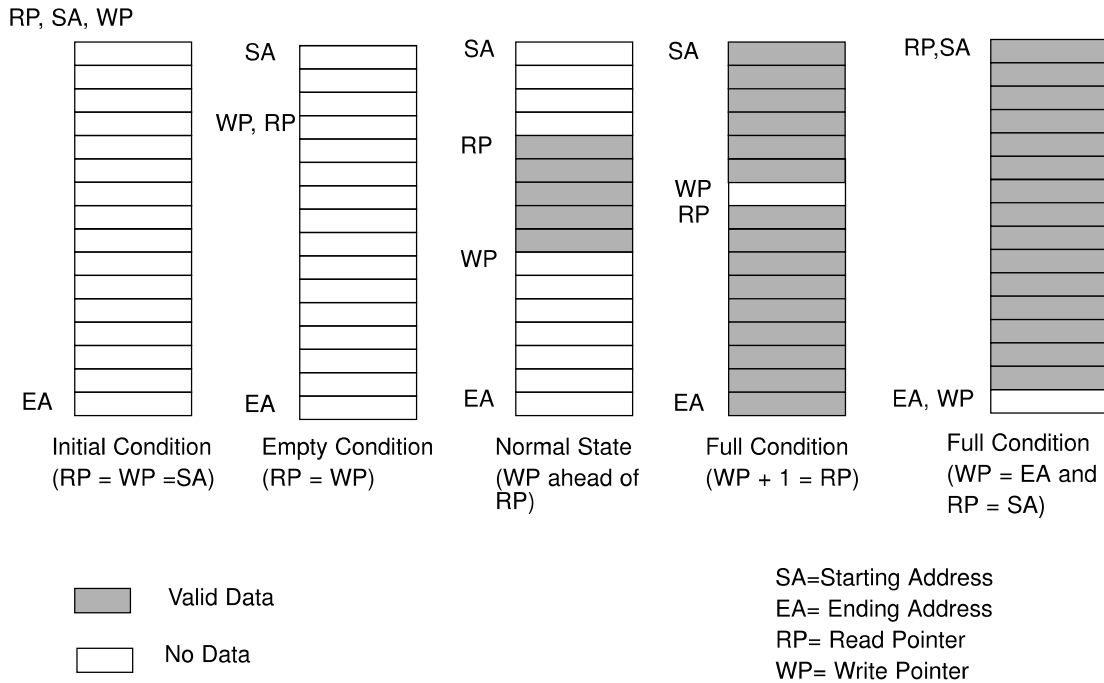 RP, SA, WP
EA
Initial Condition
(RP = WP =SA)
SA
WP, RP
EA
Empty Condition
(RP = WP)
SA
RP
WP
EA
Normal State
(WP ahead of
RP)
SA
WP
RP
EA
Full Condition
(WP + 1 = RP)
RP,SA
EA, WP
Full Condition
(WP = EA and
RP = SA)
Valid Data
No Data
SA=Starting Address
EA= Ending Address
RP= Read Pointer
WP= Write Pointer